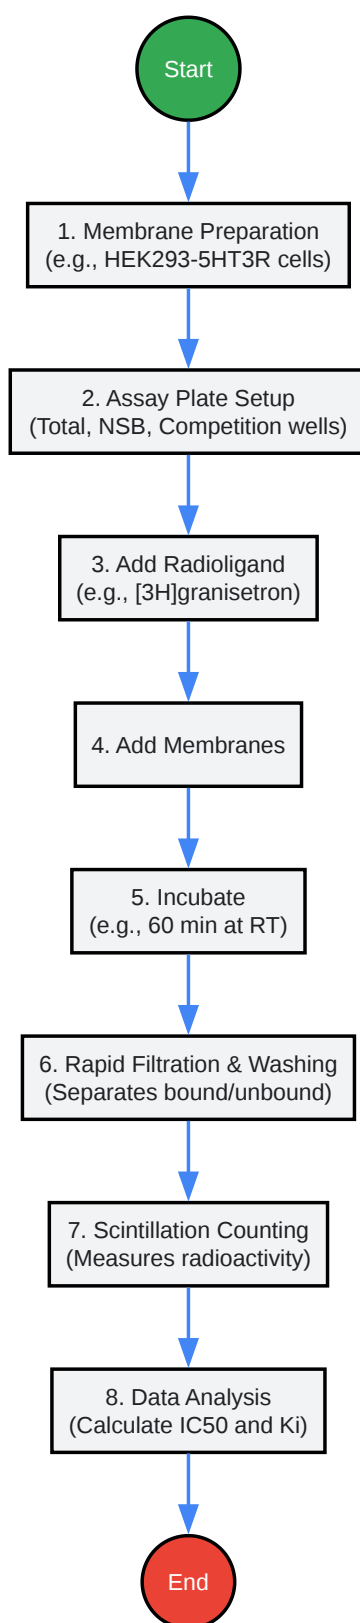 Start
1. Membrane Preparation
(e.g., HEK293-5HT3R cells)
2. Assay Plate Setup
(Total, NSB, Competition wells)
3. Add Radioligand
(e.g., [3H]granisetron)
4. Add Membranes
5. Incubate
(e.g., 60 min at RT)
6. Rapid Filtration & Washing
(Separates bound/unbound)
7. Scintillation Counting
(Measures radioactivity)
8. Data Analysis
(Calculate IC50 and Ki)
End